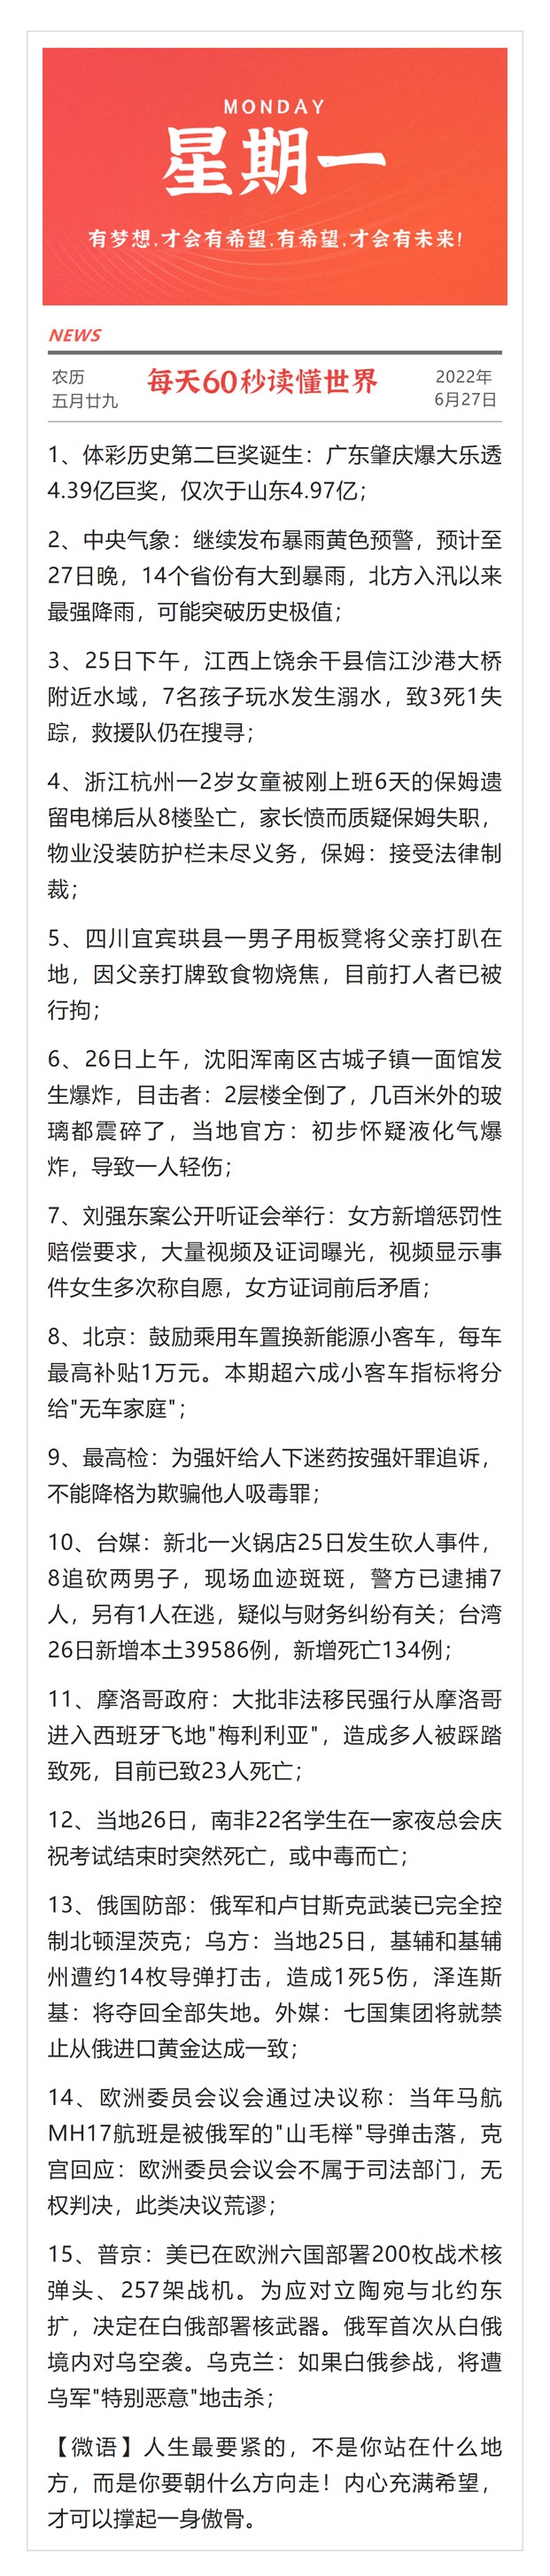 MONDAY
星期一
有梦想,才会有希望,有希望,才会有未来!
NEWS
农历
五月廿九
每天60秒读懂世界
2022年
6月27日
1、体彩历史第二巨奖诞生：广东肇庆爆大乐透
4.39亿巨奖，仅次于山东4.97亿；
2、中央气象：继续发布暴雨黄色预警，预计至
27日晚，14个省份有大到暴雨，北方入汛以来
最强降雨，可能突破历史极值；
3、25日下午，江西上饶余干县信江沙港大桥
附近水域，7名孩子玩水发生溺水，致3死1失
踪，救援队仍在搜寻；
4、浙江杭州一2岁女童被刚上班6天的保姆遗
留电梯后从8楼坠亡，家长愤而质疑保姆失职，
物业没装防护栏未尽义务，保姆：接受法律制
裁；
5、四川宜宾珙县一男子用板凳将父亲打趴在
地，因父亲打牌致食物烧焦，目前打人者已被
行拘；
6、26日上午，沈阳浑南区古城子镇一面馆发
生爆炸，目击者：2层楼全倒了，几百米外的玻
璃都震碎了，当地官方：初步怀疑液化气爆
炸，导致一人轻伤；
7、刘强东案公开听证会举行：女方新增惩罚性
赔偿要求，大量视频及证词曝光，视频显示事
件女生多次称自愿，女方证词前后矛盾；
8、北京：鼓励乘用车置换新能源小客车，每车
最高补贴1万元。本期超六成小客车指标将分
给"无车家庭"；
9、最高检：为强奸给人下迷药按强奸罪追诉，
不能降格为欺骗他人吸毒罪；
10、台媒：新北一火锅店25日发生砍人事件，
8追砍两男子，现场血迹斑斑，警方已逮捕7
人，另有1人在逃，疑似与财务纠纷有关；台湾
26日新增本土39586例，新增死亡134例；
11、摩洛哥政府：大批非法移民强行从摩洛哥
进入西班牙飞地"梅利利亚"，造成多人被踩踏
致死，目前已致23人死亡；
12、当地26日，南非22名学生在一家夜总会庆
祝考试结束时突然死亡，或中毒而亡；
13、俄国防部：俄军和卢甘斯克武装已完全控
制北顿涅茨克；乌方：当地25日，基辅和基辅
州遭约14枚导弹打击，造成1死5伤，泽连斯
基：将夺回全部失地。外媒：七国集团将就禁
止从俄进口黄金达成一致；
14、欧洲委员会议会通过决议称：当年马航
MH17航班是被俄军的"山毛榉"导弹击落，克
宫回应：欧洲委员会议会不属于司法部门，无
权判决，此类决议荒谬；
15、普京：美已在欧洲六国部署200枚战术核
弹头、257架战机。为应对立陶宛与北约东
扩，决定在白俄部署核武器。俄军首次从白俄
境内对乌空袭。乌克兰：如果白俄参战，将遭
乌军"特别恶意"地击杀；
【微语】人生最要紧的，不是你站在什么地
方，而是你要朝什么方向走！内心充满希望，
才可以撑起一身傲骨。